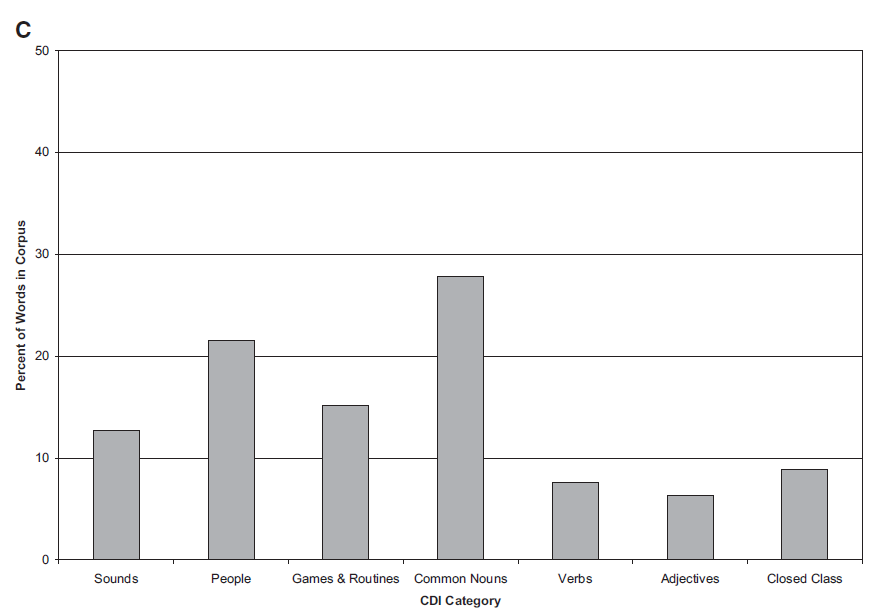 C
50
40
30
20
10
0
Percent of Words in Corpus
Sounds People Games & Routines Common Nouns Verbs Adjectives Closed Class
CDI Category